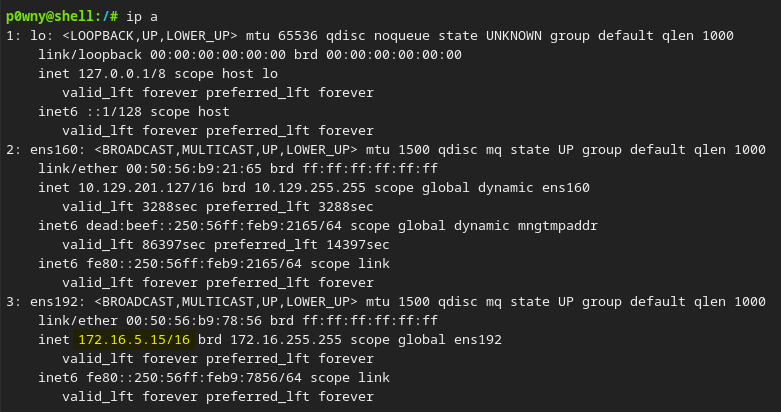 p0wny@shell:/# ip a
1: lo: <LOOPBACK,UP,LOWER_UP> mtu 65536 qdisc noqueue state UNKNOWN group default qlen 1000
    link/loopback 00:00:00:00:00:00 brd 00:00:00:00:00:00
    inet 127.0.0.1/8 scope host lo
       valid_lft forever preferred_lft forever
    inet6 ::1/128 scope host
       valid_lft forever preferred_lft forever
2: ens160: <BROADCAST,MULTICAST,UP,LOWER_UP> mtu 1500 qdisc mq state UP group default qlen 1000
    link/ether 00:50:56:b9:21:65 brd ff:ff:ff:ff:ff:ff
    inet 10.129.201.127/16 brd 10.129.255.255 scope global dynamic ens160
       valid_lft 3288sec preferred_lft 3288sec
    inet6 dead:beef::250:56ff:feb9:2165/64 scope global dynamic mngtmpaddr
       valid_lft 86397sec preferred_lft 14397sec
    inet6 fe80::250:56ff:feb9:2165/64 scope link
       valid_lft forever preferred_lft forever
3: ens192: <BROADCAST,MULTICAST,UP,LOWER_UP> mtu 1500 qdisc mq state UP group default qlen 1000
    link/ether 00:50:56:b9:78:56 brd ff:ff:ff:ff:ff:ff
    inet 172.16.5.15/16 brd 172.16.255.255 scope global ens192
       valid_lft forever preferred_lft forever
    inet6 fe80::250:56ff:feb9:7856/64 scope link
       valid_lft forever preferred_lft forever